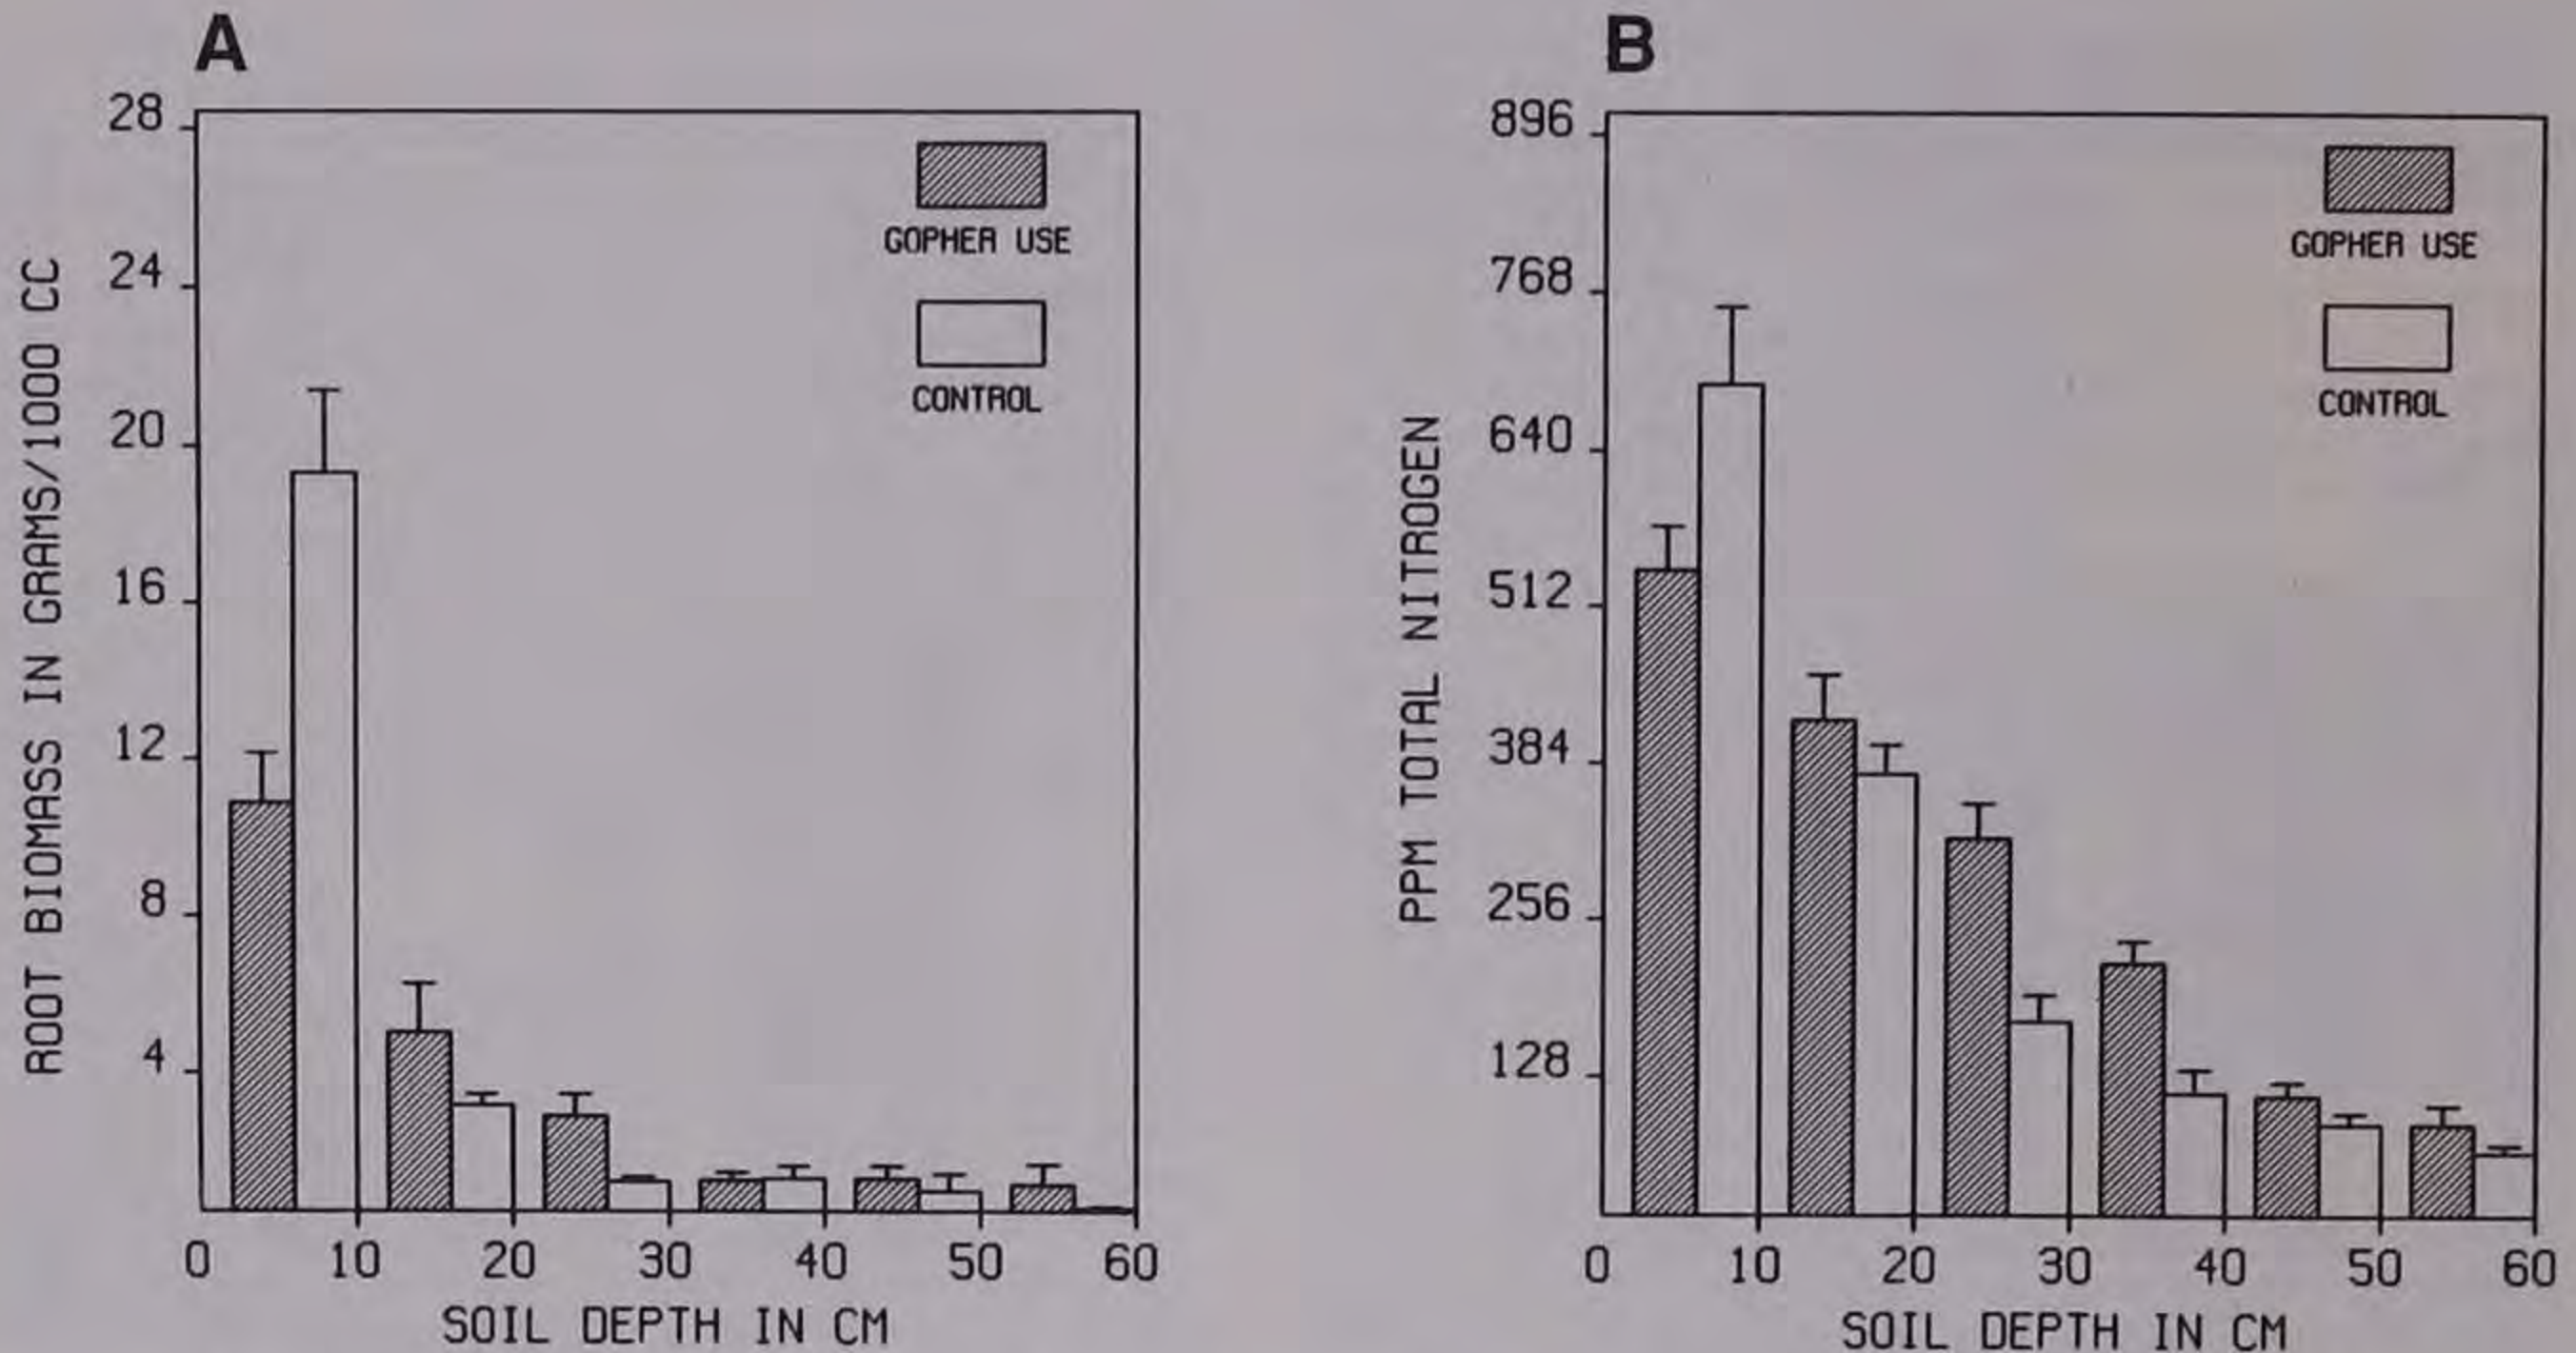 A
28
24
20
16
12
8
4
ROOT BIOMASS IN GRAMS/1000 CC
GOPHER USE
CONTROL
0 10 20 30 40 50 60
SOIL DEPTH IN CM
B
896
768
640
512
384
256
128
PPM TOTAL NITROGEN
GOPHER USE
CONTROL
0 10 20 30 40 50 60
SOIL DEPTH IN CM